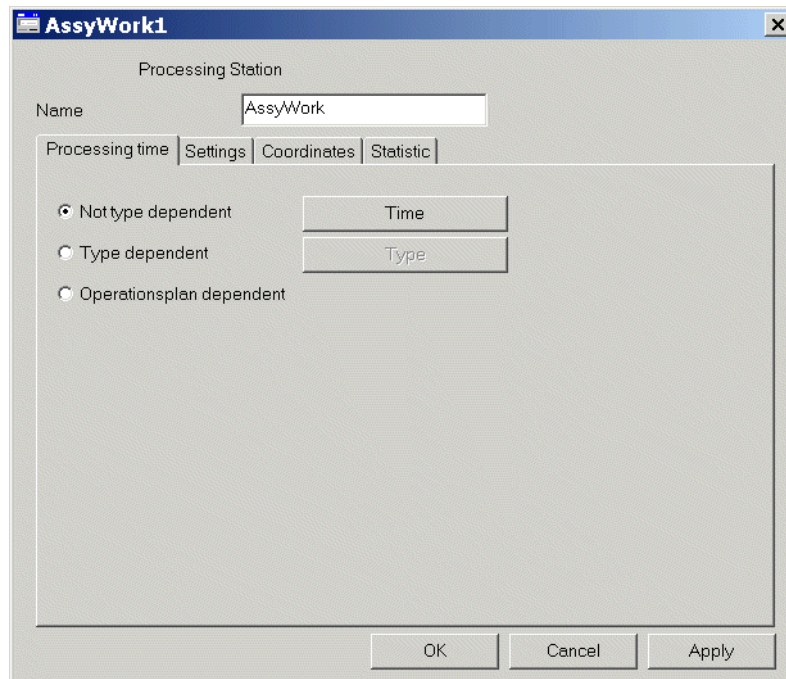 AssyWork1
Processing Station
Name AssyWork
Processing time Settings Coordinates Statistic
Not type dependent Time
Type dependent Type
Operationsplan dependent
OK Cancel Apply